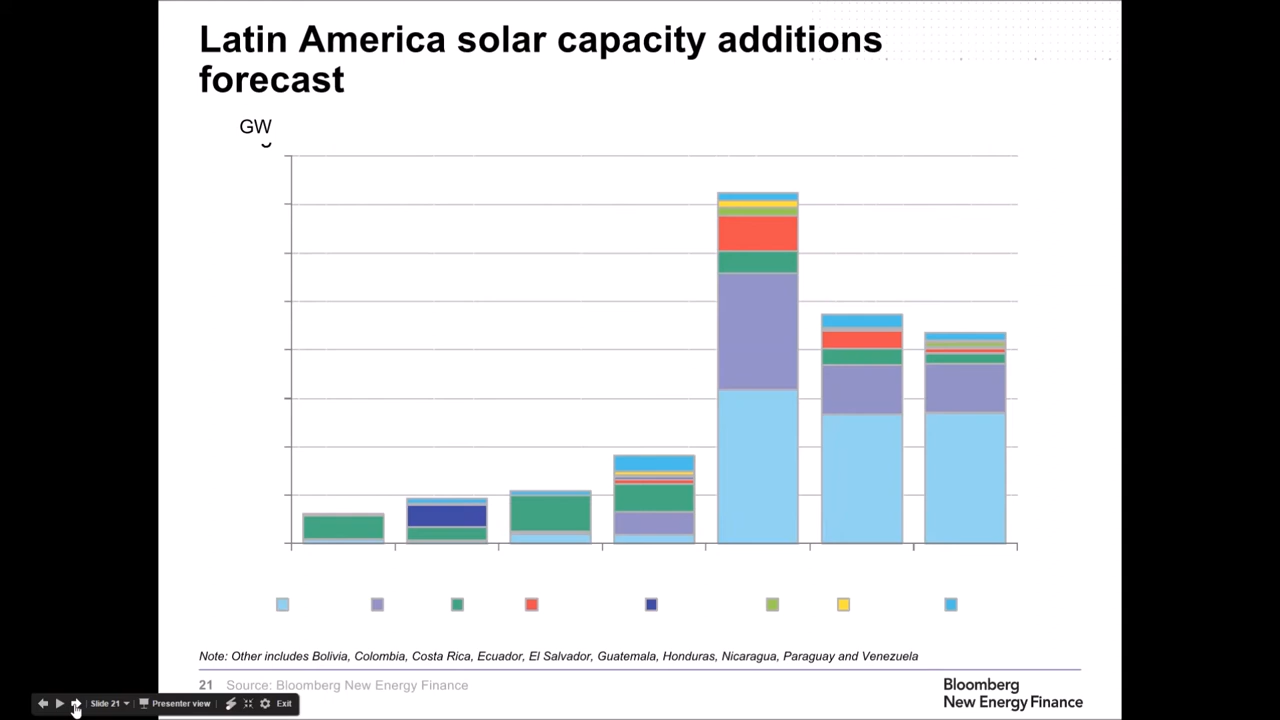 Latin America solar capacity additions
forecast
GW
Note: Other includes Bolivia, Colombia, Costa Rica, Ecuador, El Salvador, Guatemala, Honduras, Nicaragua, Paraguay and Venezuela
21 Source: Bloomberg New Energy Finance
Bloomberg
New Energy Finance
Slide 21 Presenter view Exit